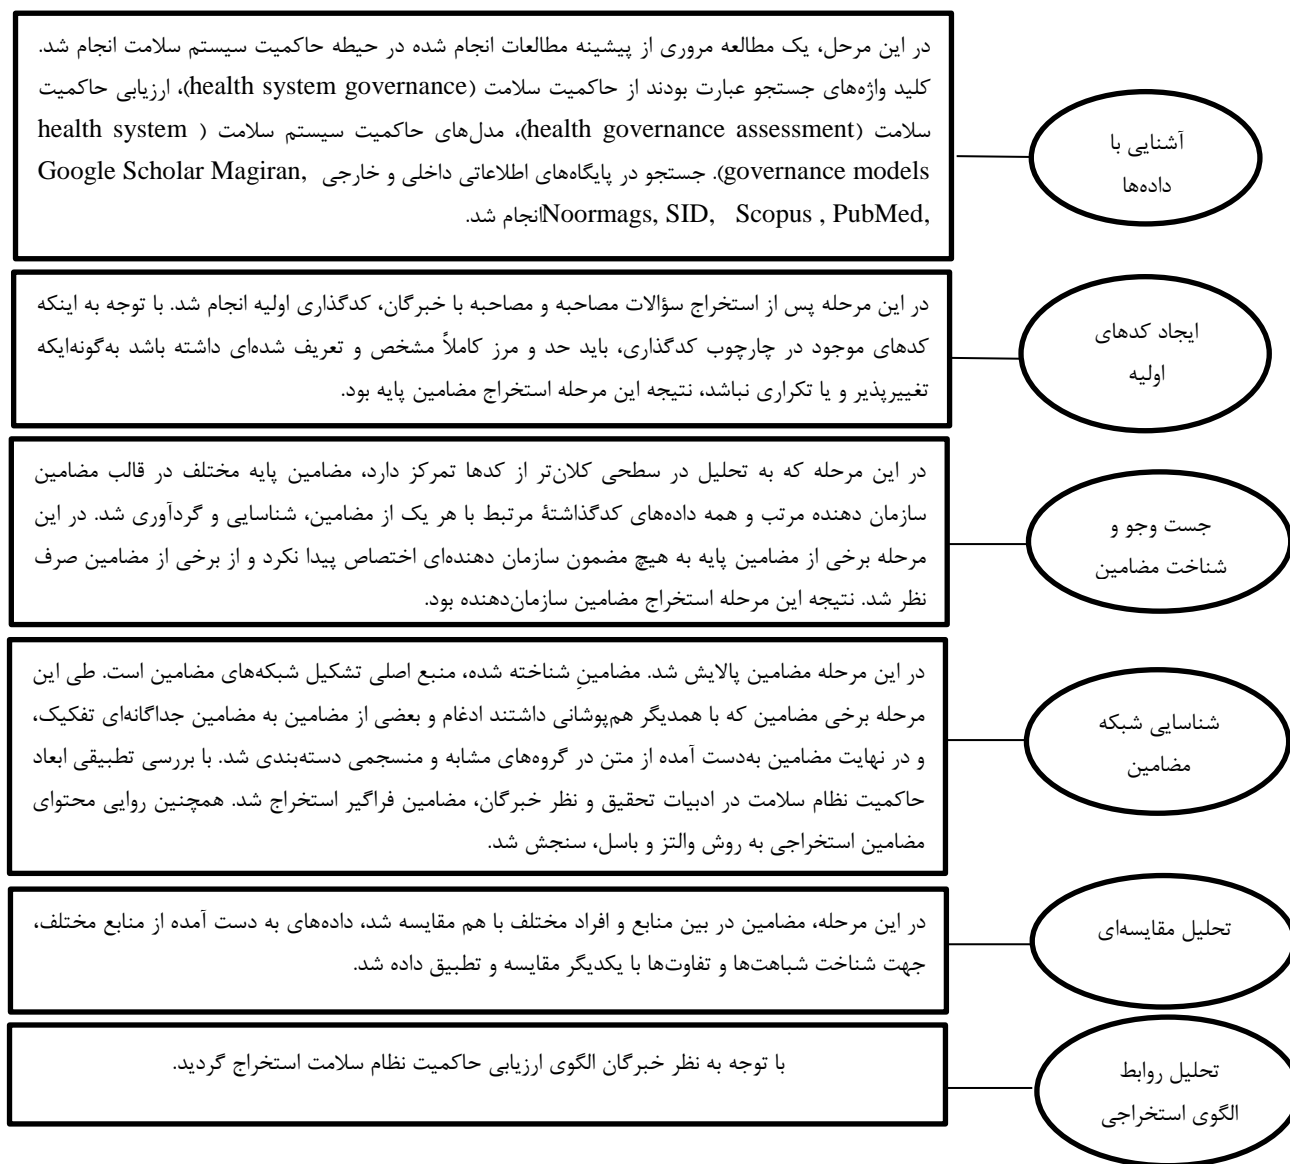 آشنایی با
داده‌ها
در این مرحل، یک مطالعه مروری از پیشینه مطالعات انجام شده در حیطه حاکمیت سیستم سلامت انجام شد.
کلید واژه‌های جستجو عبارت بودند از حاکمیت سلامت (health system governance)، ارزیابی حاکمیت
سلامت (health governance assessment)، مدل‌های حاکمیت سیستم سلامت ( health system
governance models). جستجو در پایگاه‌های اطلاعاتی داخلی و خارجی Google Scholar Magiran,
Noormags, SID, Scopus , PubMed, انجام شد.
ایجاد کدهای
اولیه
در این مرحله پس از استخراج سؤالات مصاحبه و مصاحبه با خبرگان، کدگذاری اولیه انجام شد. با توجه به اینکه
کدهای موجود در چارچوب کدگذاری، باید حد و مرز کاملاً مشخص و تعریف شده‌ای داشته باشد به‌گونه‌ایکه
تغییرپذیر و یا تکراری نباشد، نتیجه این مرحله استخراج مضامین پایه بود.
جست وجو و
شناخت مضامین
در این مرحله که به تحلیل در سطحی کلان‌تر از کدها تمرکز دارد، مضامین پایه مختلف در قالب مضامین
سازمان دهنده مرتب و همه داده‌های کدگذاشتهٔ مرتبط با هر یک از مضامین، شناسایی و گردآوری شد. در این
مرحله برخی از مضامین پایه به هیچ مضمون سازمان دهنده‌ای اختصاص پیدا نکرد و از برخی از مضامین صرف
نظر شد. نتیجه این مرحله استخراج مضامین سازمان‌دهنده بود.
شناسایی شبکه
مضامین
در این مرحله مضامین پالایش شد. مضامینِ شناخته شده، منبع اصلی تشکیل شبکه‌های مضامین است. طی این
مرحله برخی مضامین که با همدیگر هم‌پوشانی داشتند ادغام و بعضی از مضامین به مضامین جداگانه‌ای تفکیک،
و در نهایت مضامین به‌دست آمده از متن در گروه‌های مشابه و منسجمی دسته‌بندی شد. با بررسی تطبیقی ابعاد
حاکمیت نظام سلامت در ادبیات تحقیق و نظر خبرگان، مضامین فراگیر استخراج شد. همچنین روایی محتوای
مضامین استخراجی به روش والتز و باسل، سنجش شد.
تحلیل مقایسه‌ای
در این مرحله، مضامین در بین منابع و افراد مختلف با هم مقایسه شد، داده‌های به دست آمده از منابع مختلف،
جهت شناخت شباهت‌ها و تفاوت‌ها با یکدیگر مقایسه و تطبیق داده شد.
تحلیل روابط
الگوی استخراجی
با توجه به نظر خبرگان الگوی ارزیابی حاکمیت نظام سلامت استخراج گردید.